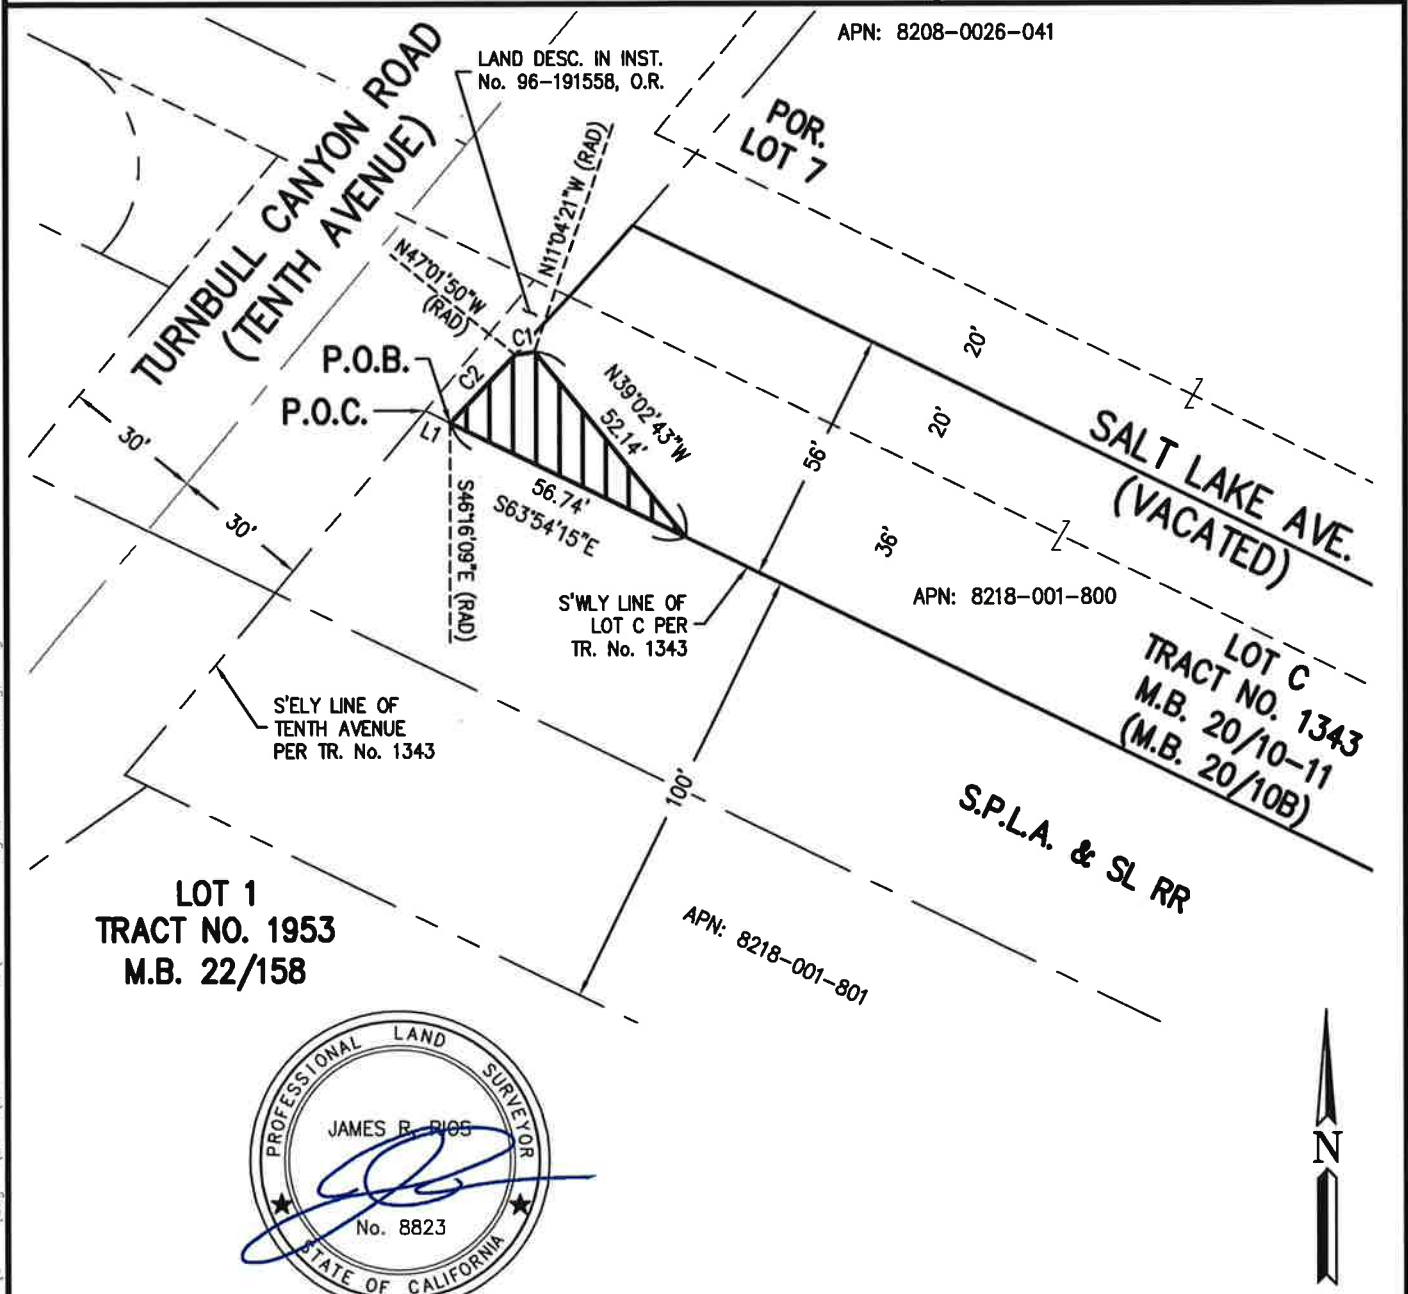 APN: 8208-0026-041
LAND DESC. IN INST.
No. 96-191558, O.R.
TURNBULL CANYON ROAD
(TENTH AVENUE)
POR.
LOT 7
N11°04'21"W (RAD)
N47°01'50"W
(RAD)
C1
C2
P.O.B.
P.O.C.
L1
N39°02'43"W
52.14'
56.74'
S63°54'15"E
S46°16'09"E (RAD)
30'
30'
20'
20'
56'
36'
SALT LAKE AVE.
(VACATED)
APN: 8218-001-800
S'WLY LINE OF
LOT C PER
TR. No. 1343
LOT C
TRACT NO. 1343
M.B. 20/10-11
(M.B. 20/10B)
S'ELY LINE OF
TENTH AVENUE
PER TR. No. 1343
100'
S.P.L.A. & SL RR
APN: 8218-001-801
LOT 1
TRACT NO. 1953
M.B. 22/158
PROFESSIONAL LAND SURVEYOR
JAMES R. RIOS
No. 8823
STATE OF CALIFORNIA
N